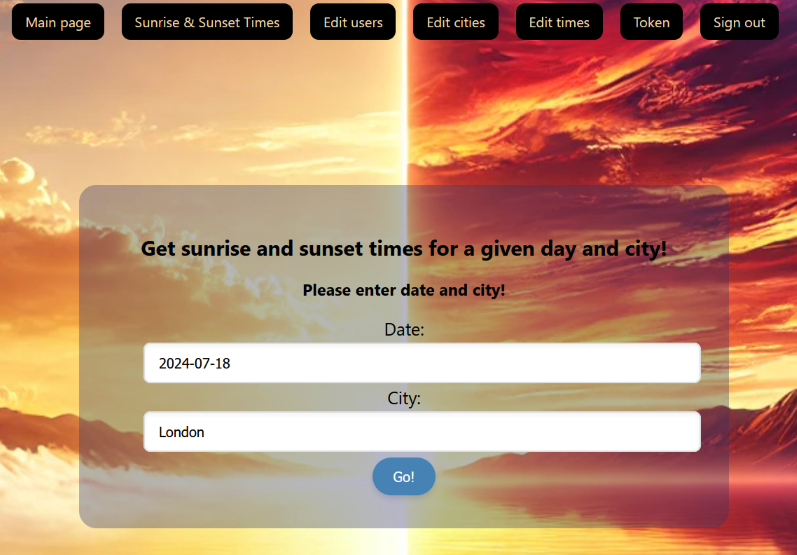 Main page Sunrise & Sunset Times Edit users Edit cities Edit times Token Sign out
Get sunrise and sunset times for a given day and city!
Please enter date and city!
Date:
2024-07-18
City:
London
Go!